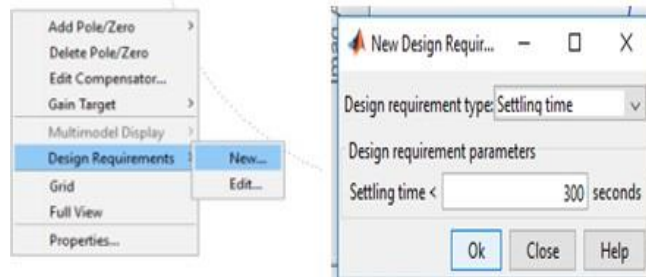 Add Pole/Zero
Delete Pole/Zero
Edit Compensator...
Gain Target
Multimodel Display
Design Requirements
New...
Edit...
Grid
Full View
Properties...
Imag
New Design Requir...
Design requirement type: Settling time
Design requirement parameters
Settling time < 300 seconds
Ok Close Help